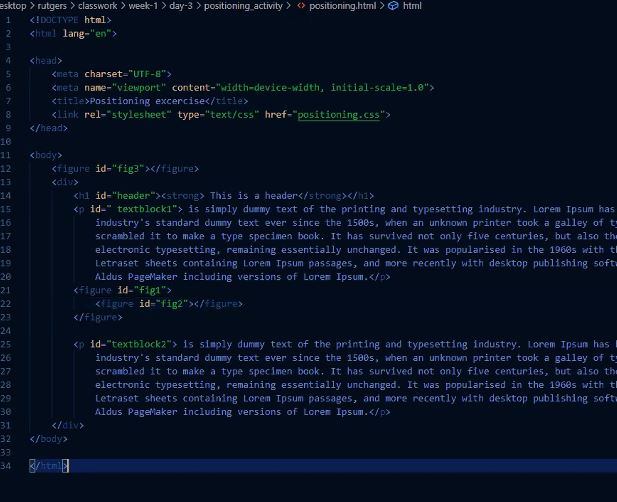 esktop > rutgers > classwork > week-1 > day-3 > positioning_activity > <> positioning.html > html
1 <!DOCTYPE html>
2 <html lang="en">
3
4 <head>
5 <meta charset="UTF-8">
6 <meta name="viewport" content="width=device-width, initial-scale=1.0">
7 <title>Positioning excercise</title>
8 <link rel="stylesheet" type="text/css" href="positioning.css">
9 </head>
10
11 <body>
12 <figure id="fig3"></figure>
13 <div>
14 <h1 id="header"><strong> This is a header</strong></h1>
15 <p id=" textblock1"> is simply dummy text of the printing and typesetting industry. Lorem Ipsum has
16 industry's standard dummy text ever since the 1500s, when an unknown printer took a galley of ty
17 scrambled it to make a type specimen book. It has survived not only five centuries, but also the
18 electronic typesetting, remaining essentially unchanged. It was popularised in the 1960s with th
19 Letraset sheets containing Lorem Ipsum passages, and more recently with desktop publishing softw
20 Aldus PageMaker including versions of Lorem Ipsum.</p>
21 <figure id="fig1">
22 <figure id="fig2"></figure>
23 </figure>
24
25 <p id="textblock2"> is simply dummy text of the printing and typesetting industry. Lorem Ipsum has
26 industry's standard dummy text ever since the 1500s, when an unknown printer took a galley of ty
27 scrambled it to make a type specimen book. It has survived not only five centuries, but also the
28 electronic typesetting, remaining essentially unchanged. It was popularised in the 1960s with th
29 Letraset sheets containing Lorem Ipsum passages, and more recently with desktop publishing softw
30 Aldus PageMaker including versions of Lorem Ipsum.</p>
31 </div>
32 </body>
33
34 </html>